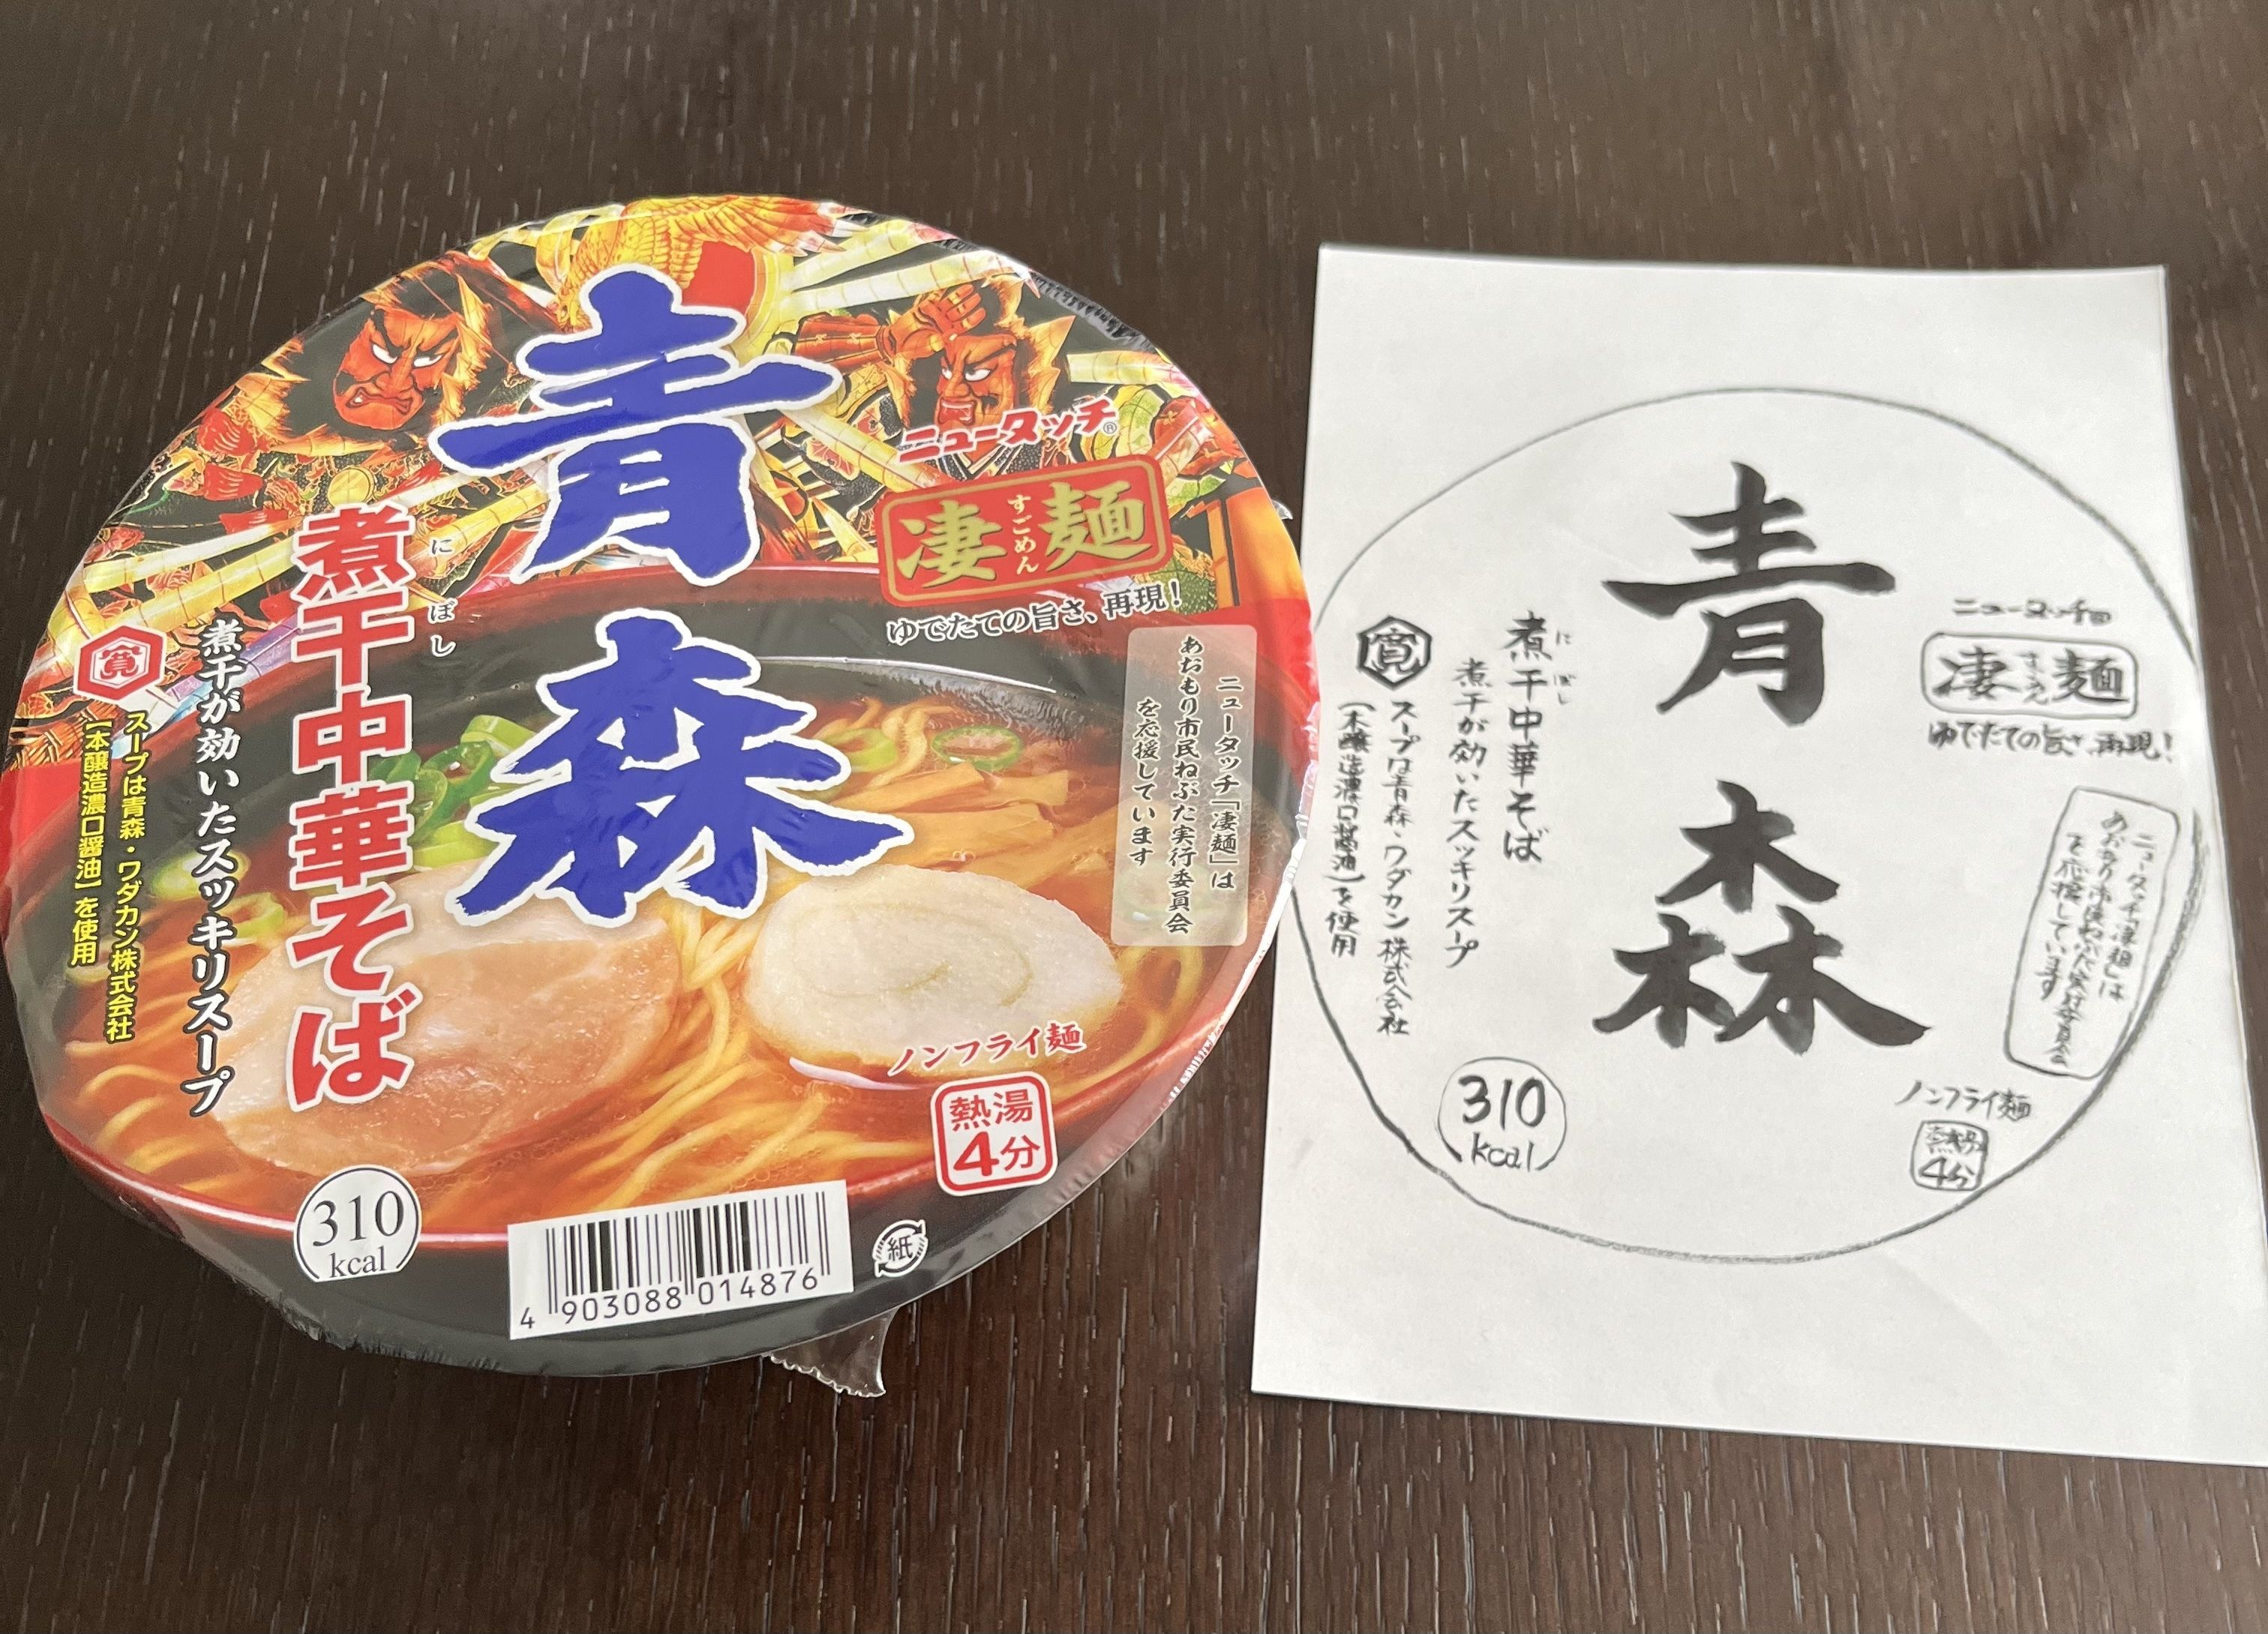 青森
ニュータッチ®
凄麺
すごめん
ゆでたての旨さ、再現!
ニュータッチ「凄麺」は
あおもり市民ねぶた実行委員会
を応援しています
煮干中華そば
にぼし
煮干が効いたスッキリスープ
寛
スープは青森・ワダカン株式会社
【本醸造濃口醤油】を使用
ノンフライ麺
熱湯
4分
310
kcal
4 903088 014876
紙
青森
ニュータッチ®
凄麺
すごめん
ゆでたての旨さ、再現!
ニュータッチ「凄麺」は
あおもり市民ねぶた実行委員会
を応援しています
煮干中華そば
にぼし
煮干が効いたスッキリスープ
寛
スープは青森・ワダカン株式会社
(本醸造濃口醤油)を使用
ノンフライ麺
熱湯
4分
310
kcal